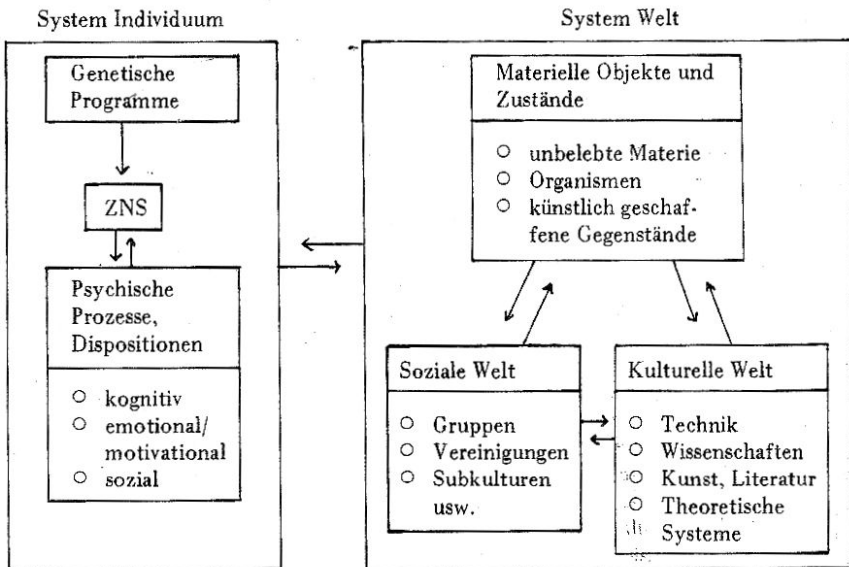 System Individuum
Genetische
Programme
ZNS
Psychische
Prozesse,
Dispositionen
○ kognitiv
○ emotional/
motivational
○ sozial
System Welt
Materielle Objekte und
Zustände
○ unbelebte Materie
○ Organismen
○ künstlich geschaf-
fene Gegenstände
Soziale Welt
○ Gruppen
○ Vereinigungen
○ Subkulturen
usw.
Kulturelle Welt
○ Technik
○ Wissenschaften
○ Kunst, Literatur
○ Theoretische
Systeme